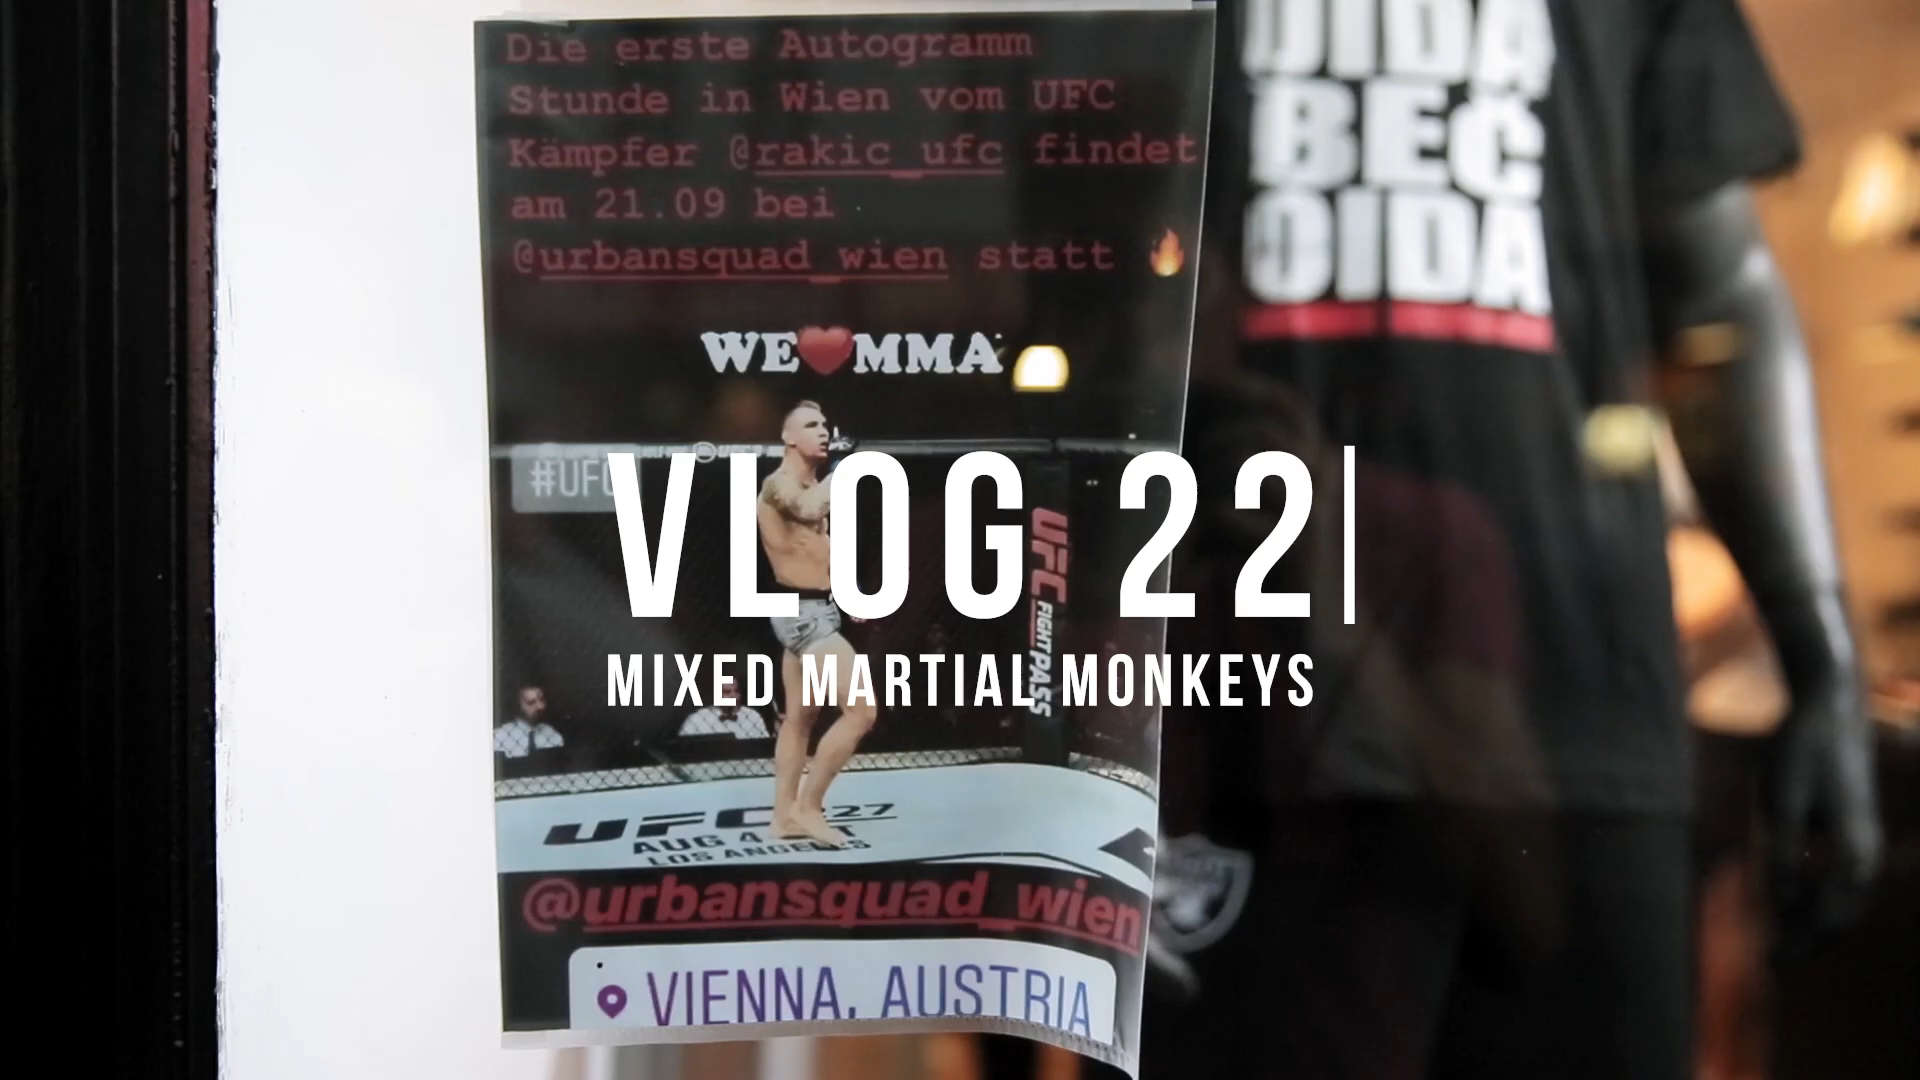 Die erste Autogramm
Stunde in Wien vom UFC
Kämpfer @rakic_ufc findet
am 21.09 bei
@urbansquad_wien statt 🔥
WE❤️MMA
#UFC
VLOG 22|
MIXED MARTIAL MONKEYS
UFC FIGHT PASS
UFC 227
AUG 4
LOS ANGELES
@urbansquad_wien
VIENNA, AUSTRIA
OIDA
BEČ
OIDA